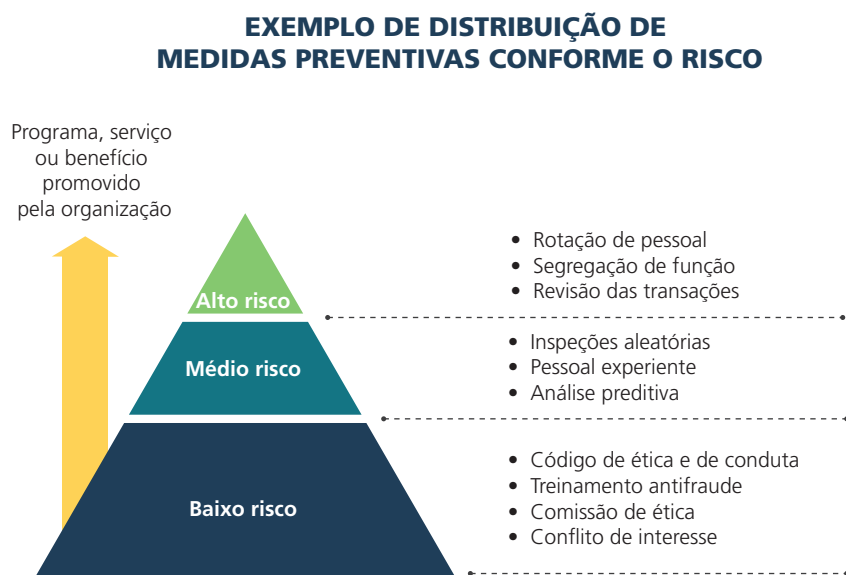 EXEMPLO DE DISTRIBUIÇÃO DE
MEDIDAS PREVENTIVAS CONFORME O RISCO
Programa, serviço
ou benefício
promovido
pela organização
Alto risco
• Rotação de pessoal
• Segregação de função
• Revisão das transações
Médio risco
• Inspeções aleatórias
• Pessoal experiente
• Análise preditiva
Baixo risco
• Código de ética e de conduta
• Treinamento antifraude
• Comissão de ética
• Conflito de interesse